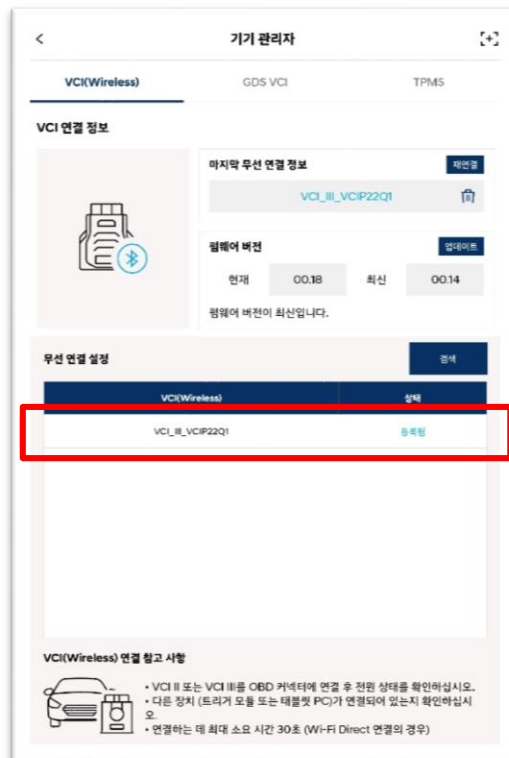 기기 관리자
VCI(Wireless) GDS VCI TPMS
VCI 연결 정보
마지막 무선 연결 정보 재연결
VCI_III_VCIP22Q1
펌웨어 버전 업데이트
현재 00.18 최신 00.14
펌웨어 버전이 최신입니다.
무선 연결 설정 검색
VCI(Wireless) 상태
VCI_III_VCIP22Q1 등록됨
VCI(Wireless) 연결 참고 사항
• VCI II 또는 VCI III를 OBD 커넥터에 연결 후 전원 상태를 확인하십시오.
• 다른 장치 (트리거 모듈 또는 태블릿 PC)가 연결되어 있는지 확인하십시
오.
• 연결하는 데 최대 소요 시간 30초 (Wi-Fi Direct 연결의 경우)